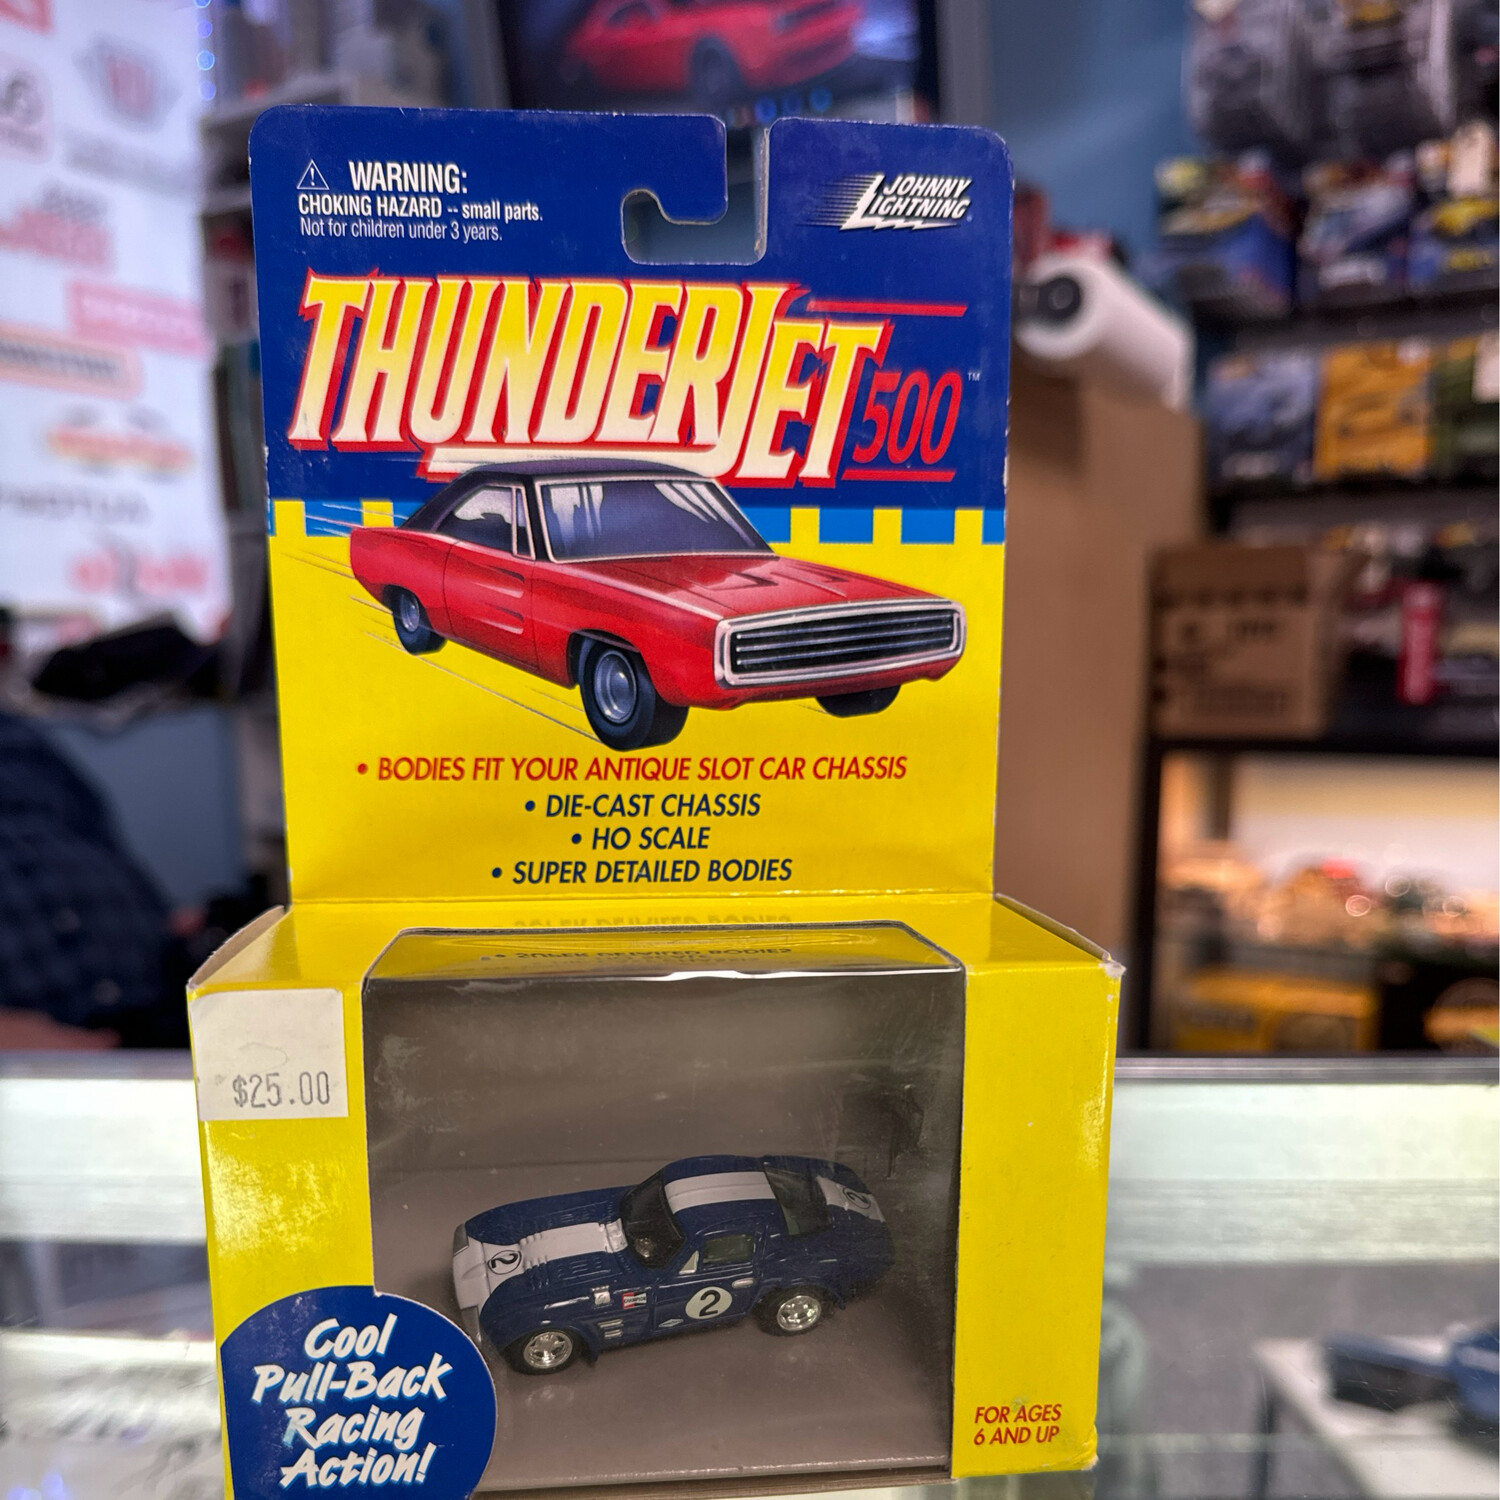 WARNING:
CHOKING HAZARD -- small parts.
Not for children under 3 years.
JOHNNY
LIGHTNING
THUNDERJET 500™
• BODIES FIT YOUR ANTIQUE SLOT CAR CHASSIS
• DIE-CAST CHASSIS
• HO SCALE
• SUPER DETAILED BODIES
$25.00
2
2
2
Cool
Pull-Back
Racing
Action!
FOR AGES
6 AND UP